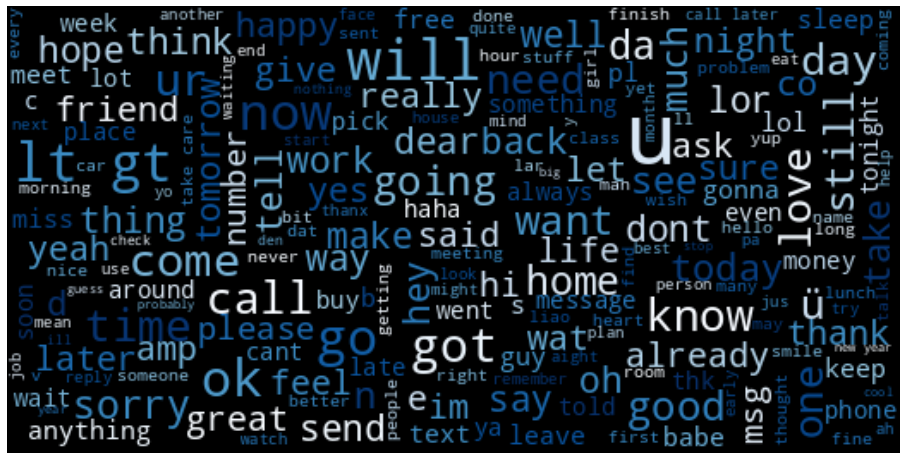 every
week
another
face
sent
free
done
quite
finish
call later
sleep
coming
hope
think
happy
well
da
night
day
meet
lot
ur
waiting
end
give
will
hour
stuff
girl
need
much
pl
problem
co
eat
c
friend
now
nothing
really
something
yet
lor
still
next
place
tomorrow
number
start
pick
house
mind
y
class
u
month
ll
lol
tonight
help
lt
gt
car
take care
tell
work
dear
back
let
ask
yup
morning
yo
yes
going
lar
big
man
see
sure
love
miss
thing
bit
thanx
haha
always
wish
gonna
even
name
take
yeah
check
den
dat
make
said
want
dont
hello
long
nice
use
come
never
way
meeting
hey
hi
life
home
find
best
stop
pa
today
money
talk
soon
d
guess
around
call
buy
b
getting
look
might
went
s
message
person
many
jus
lunch
try
mean
probably
time
please
go
got
liao
heart
know
may
ü
thank
job
ill
later
amp
cant
late
wat
plan
already
smile
new year
v
reply
someone
ok
feel
n
guy
right
aight
oh
room
thk
early
thought
one
keep
wait
year
sorry
great
better
people
e
im
remember
say
told
good
msg
phone
cool
anything
watch
send
text
ya
leave
first
babe
fine
ah